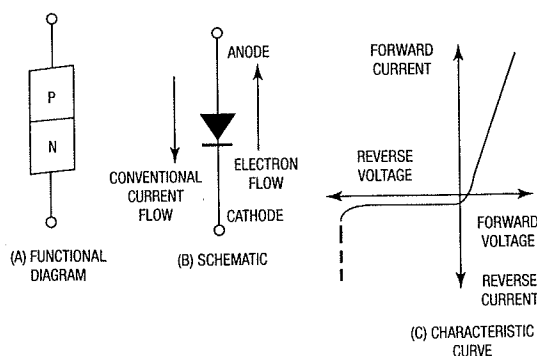 P
N
(A) FUNCTIONAL
DIAGRAM
ANODE
CONVENTIONAL
CURRENT
FLOW
ELECTRON
FLOW
CATHODE
(B) SCHEMATIC
FORWARD
CURRENT
REVERSE
VOLTAGE
FORWARD
VOLTAGE
REVERSE
CURRENT
(C) CHARACTERISTIC
CURVE